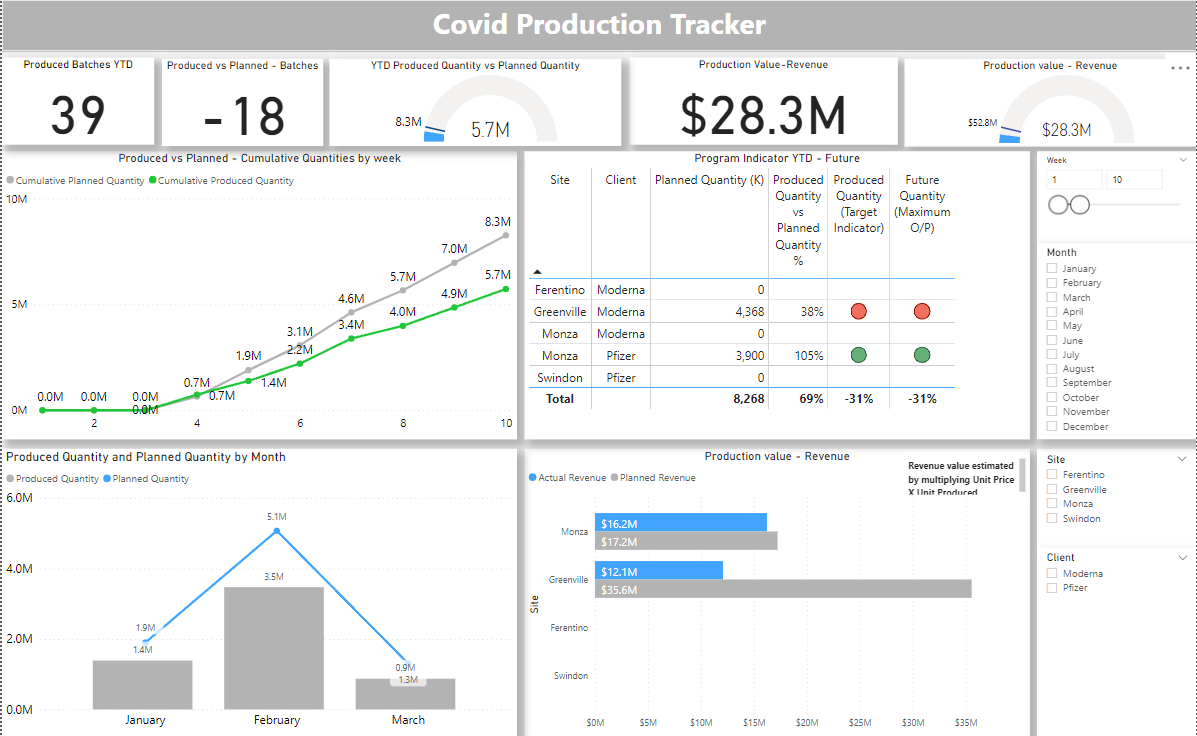 Covid Production Tracker
Produced Batches YTD
39
Produced vs Planned - Batches
-18
YTD Produced Quantity vs Planned Quantity
8.3M
5.7M
Production Value-Revenue
$28.3M
Production value - Revenue
$52.8M
$28.3M
Produced vs Planned - Cumulative Quantities by week
Cumulative Planned Quantity Cumulative Produced Quantity
10M
5M
0M
0.0M 0.0M 0.0M 0.7M 1.9M 3.1M 4.6M 5.7M 7.0M 8.3M
0.0M 0.7M 1.4M 2.2M 3.4M 4.0M 4.9M 5.7M
2 4 6 8 10
Program Indicator YTD - Future
Site Client Planned Quantity (K) Produced Produced Future
Quantity Quantity Quantity
vs (Target (Maximum
Planned Indicator) O/P)
Quantity
%
Ferentino Moderna 0
Greenville Moderna 4,368 38%
Monza Moderna 0
Monza Pfizer 3,900 105%
Swindon Pfizer 0
Total 8,268 69% -31% -31%
Week
1 10
Month
January
February
March
April
May
June
July
August
September
October
November
December
Produced Quantity and Planned Quantity by Month
Produced Quantity Planned Quantity
6.0M
4.0M
2.0M
0.0M
1.9M
1.4M
5.1M
3.5M
0.9M
1.3M
January February March
Production value - Revenue
Actual Revenue Planned Revenue
Revenue value estimated
by multiplying Unit Price
X Unit Produced
Site
Monza
$16.2M
$17.2M
Greenville
$12.1M
$35.6M
Ferentino
Swindon
$0M $5M $10M $15M $20M $25M $30M $35M
Site
Ferentino
Greenville
Monza
Swindon
Client
Moderna
Pfizer